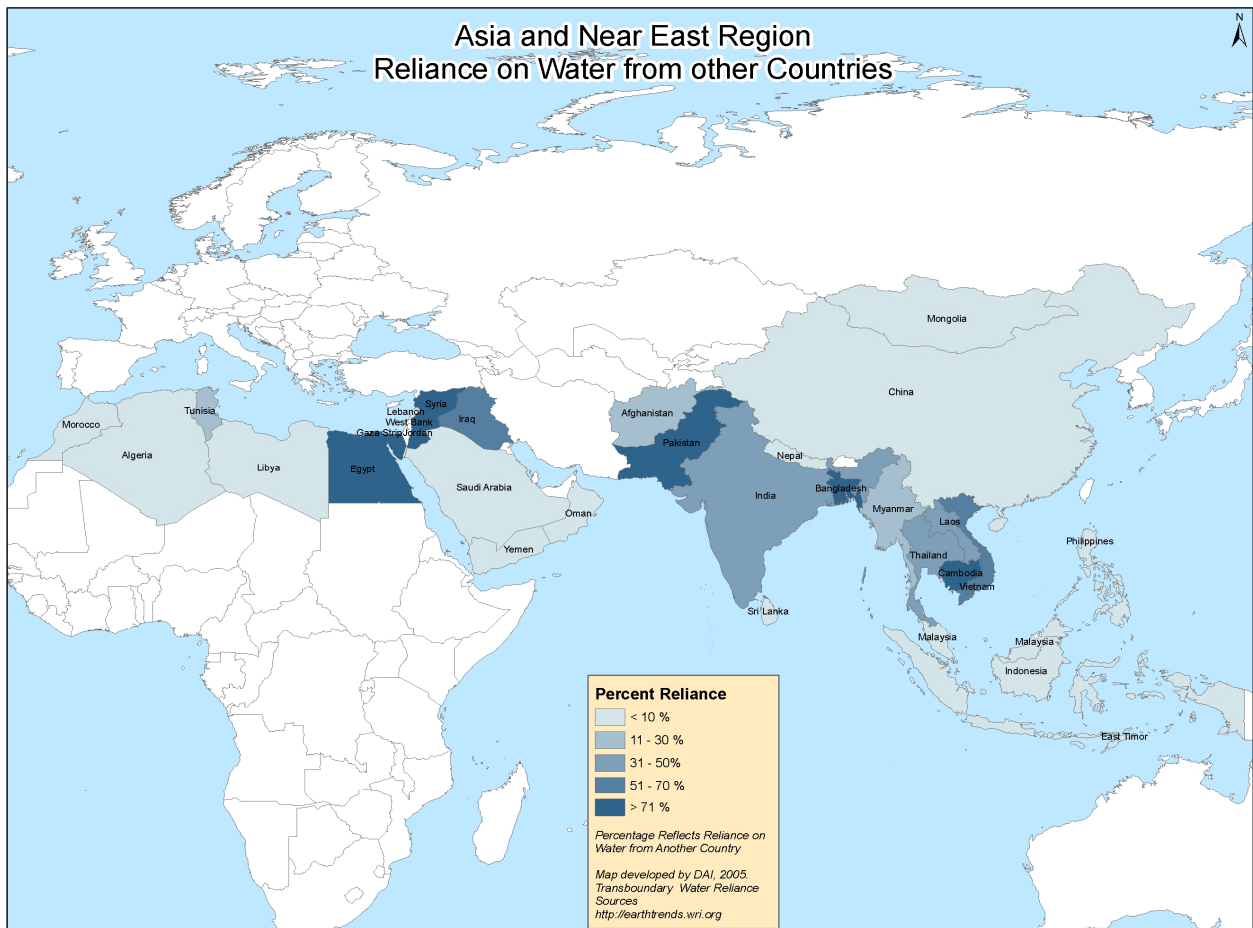 Asia and Near East Region
Reliance on Water from other Countries
N
Mongolia
China
Syria
Lebanon
West Bank
Iraq
Gaza Strip
Jordan
Tunisia
Morocco
Algeria
Libya
Egypt
Saudi Arabia
Oman
Yemen
Afghanistan
Pakistan
Nepal
India
Bangladesh
Myanmar
Laos
Thailand
Cambodia
Vietnam
Philippines
Sri Lanka
Malaysia
Malaysia
Indonesia
East Timor
Percent Reliance
< 10 %
11 - 30 %
31 - 50%
51 - 70 %
> 71 %
Percentage Reflects Reliance on
Water from Another Country
Map developed by DAI, 2005.
Transboundary Water Reliance
Sources
http://earthtrends.wri.org